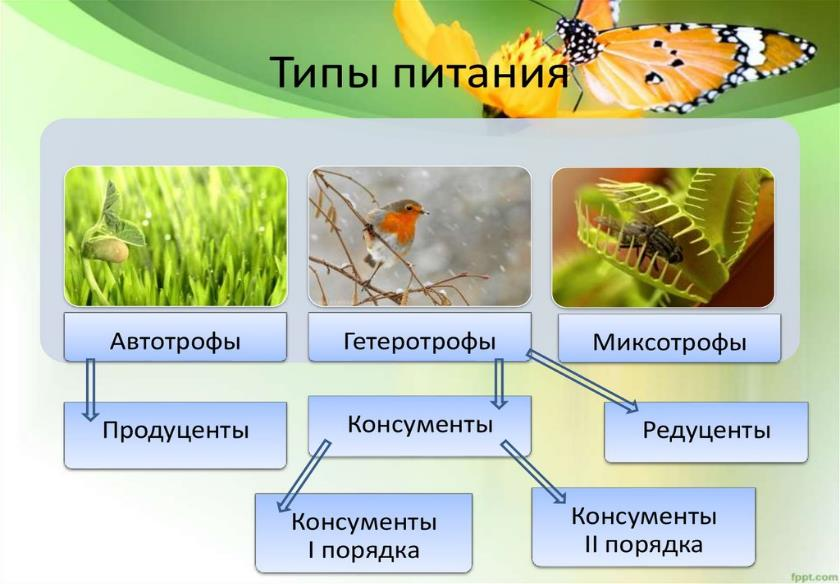 Типы питания
Автотрофы
Гетеротрофы
Миксотрофы
Продуценты
Консументы
Редуценты
Консументы
I порядка
Консументы
II порядка
fppt.com